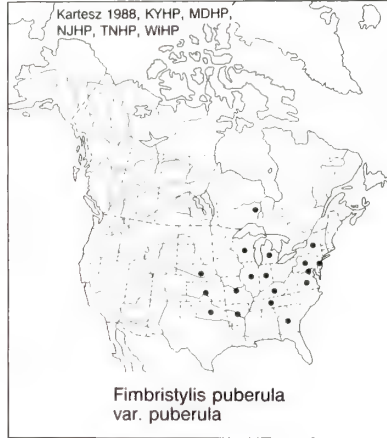 Kartesz 1988, KYHP, MDHP,
NJHP, TNHP, WIHP
Fimbristylis puberula
var. puberula